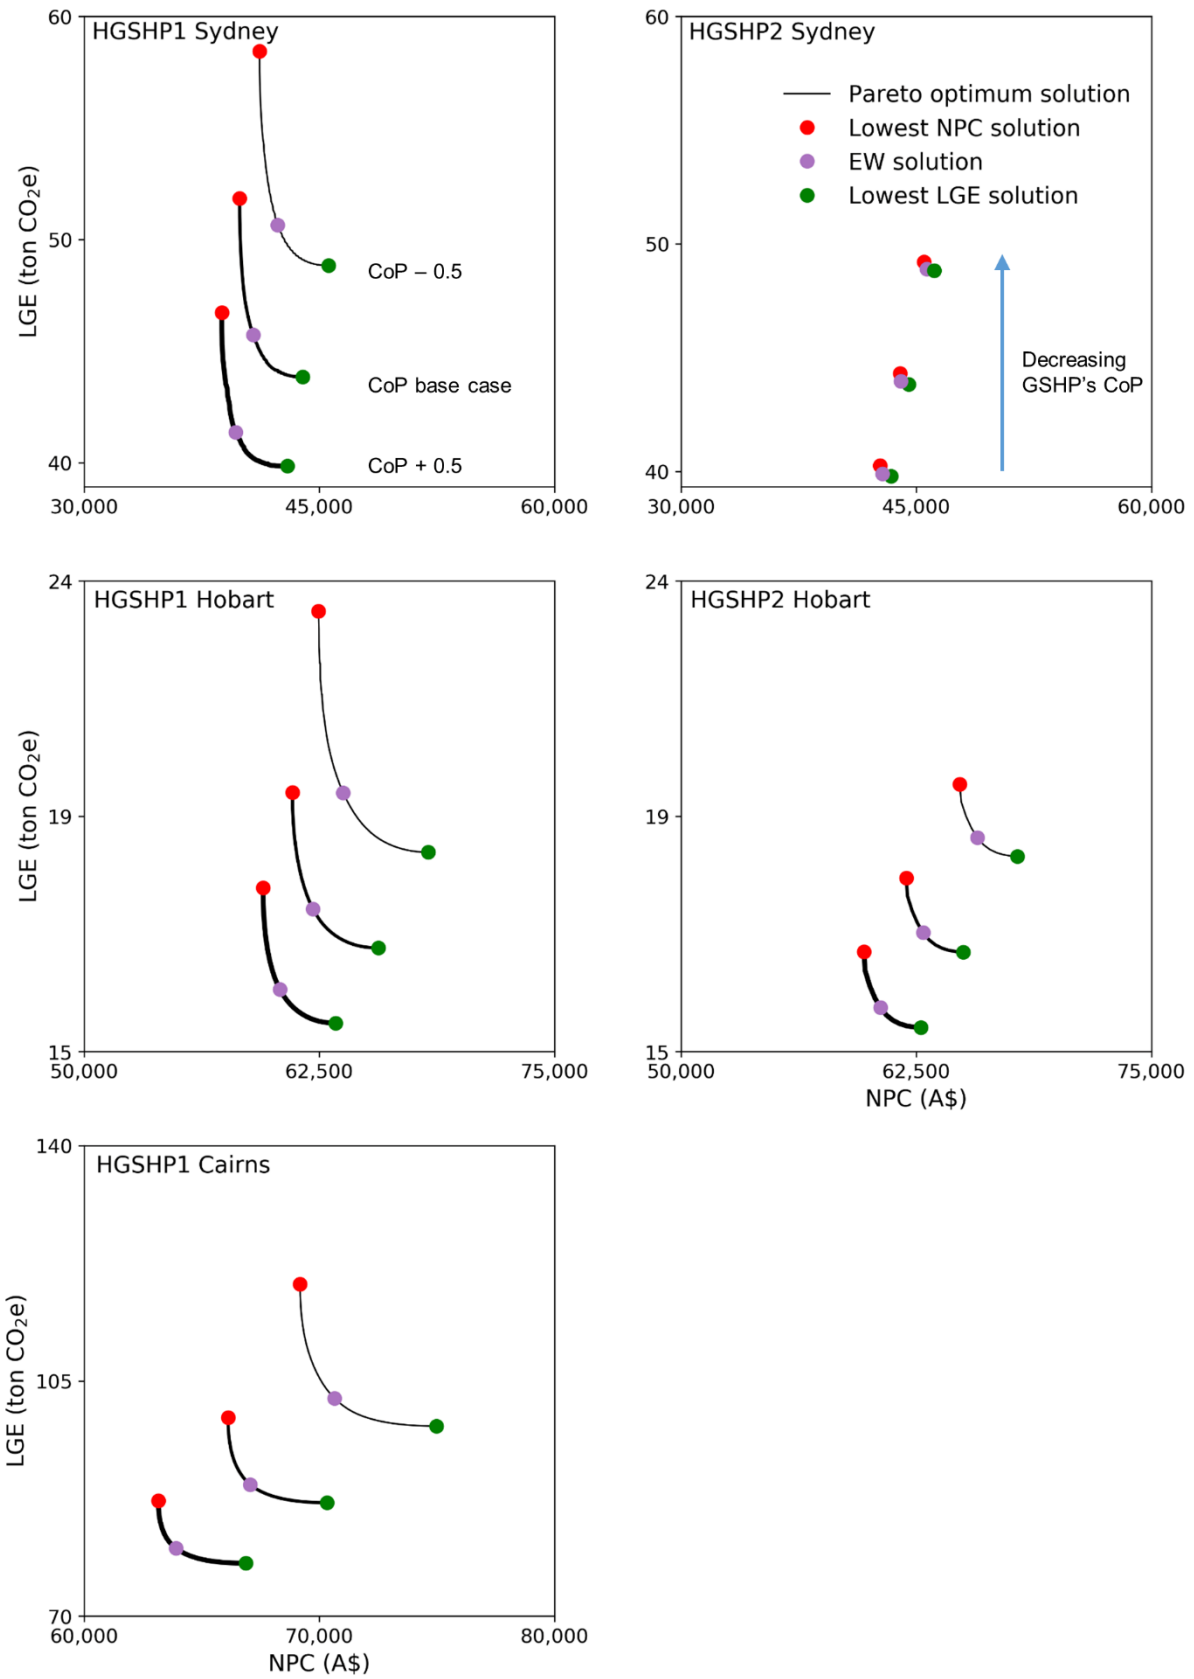 HGSHP1 Sydney
60
50
40
LGE (ton CO₂e)
CoP – 0.5
CoP base case
CoP + 0.5
30,000
45,000
60,000
HGSHP2 Sydney
60
50
40
Pareto optimum solution
Lowest NPC solution
EW solution
Lowest LGE solution
Decreasing
GSHP's CoP
30,000
45,000
60,000
HGSHP1 Hobart
24
19
15
LGE (ton CO₂e)
50,000
62,500
75,000
HGSHP2 Hobart
24
19
15
50,000
62,500
75,000
NPC (A$)
HGSHP1 Cairns
140
105
70
LGE (ton CO₂e)
60,000
70,000
80,000
NPC (A$)